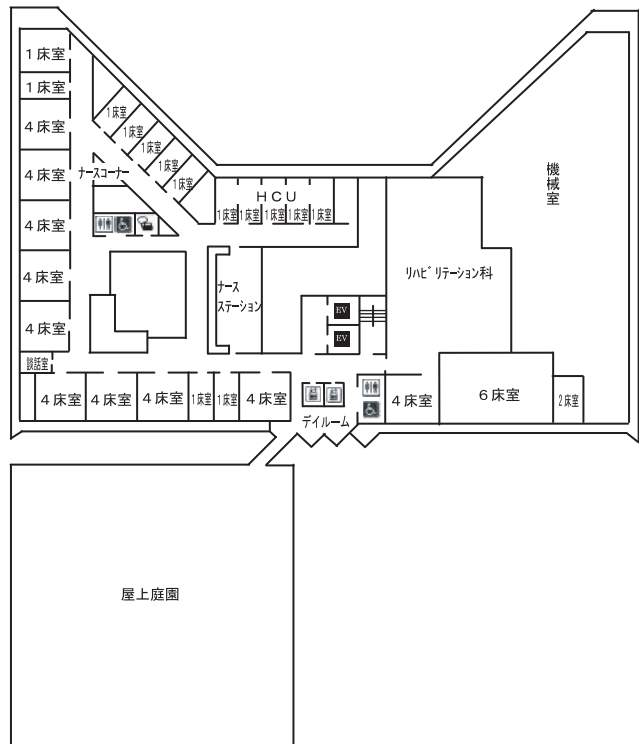 1床室
1床室
4床室
4床室
4床室
4床室
4床室
談話室
1床室
1床室
1床室
1床室
1床室
ナースコーナー
HCU
1床室
1床室
1床室
1床室
1床室
ナース
ステーション
EV
EV
リハビリテーション科
機械室
4床室
4床室
4床室
1床室
1床室
4床室
デイルーム
4床室
6床室
2床室
屋上庭園